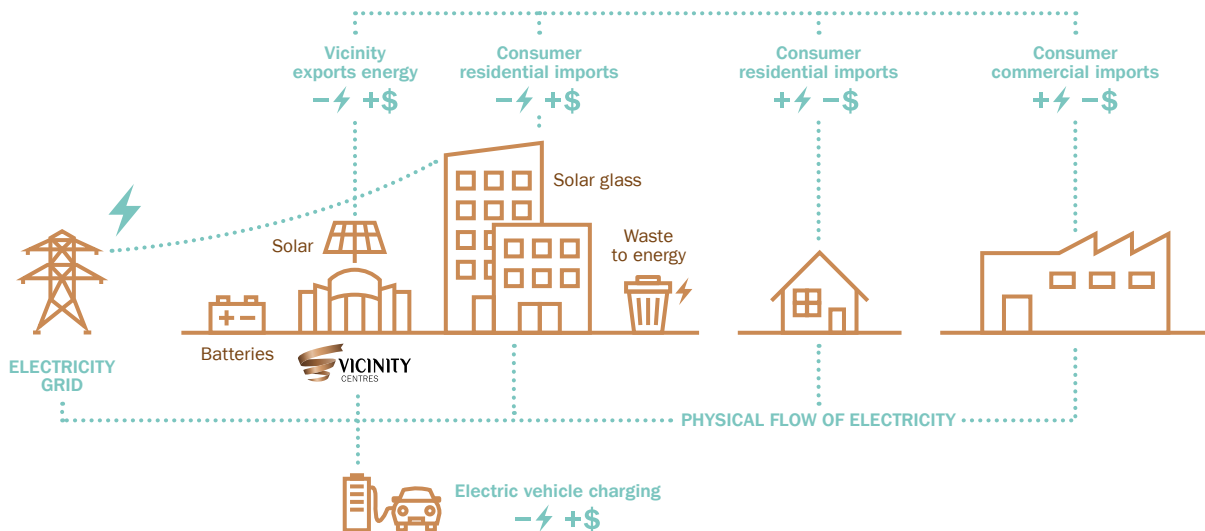 Vicinity
exports energy
− +$
Consumer
residential imports
− +$
Consumer
residential imports
+ −$
Consumer
commercial imports
+ −$
Solar glass
Solar
Waste
to energy
+ −
Batteries
VICINITY
CENTRES
ELECTRICITY
GRID
PHYSICAL FLOW OF ELECTRICITY
Electric vehicle charging
− +$